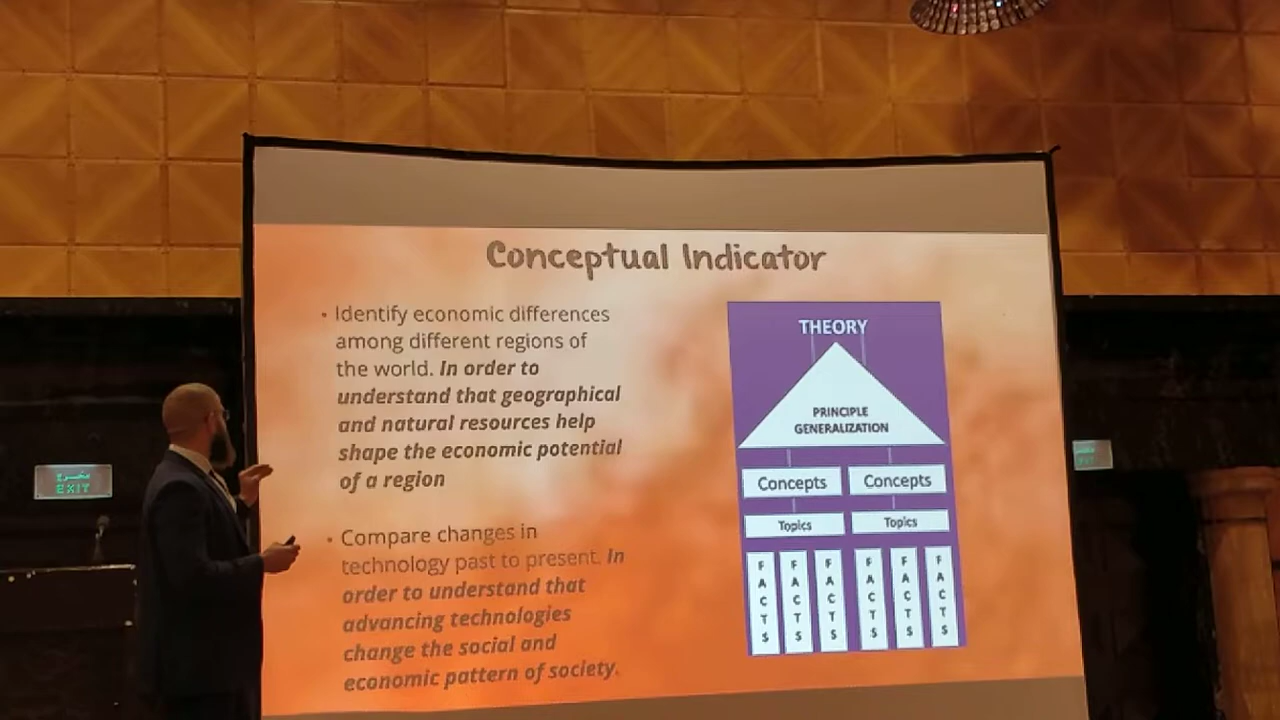 Conceptual Indicator
• Identify economic differences
among different regions of
the world. In order to
understand that geographical
and natural resources help
shape the economic potential
of a region
• Compare changes in
technology past to present. In
order to understand that
advancing technologies
change the social and
economic pattern of society.
THEORY
PRINCIPLE
GENERALIZATION
Concepts
Concepts
Topics
Topics
FACTS
FACTS
FACTS
FACTS
FACTS
FACTS
مخرج
EXIT